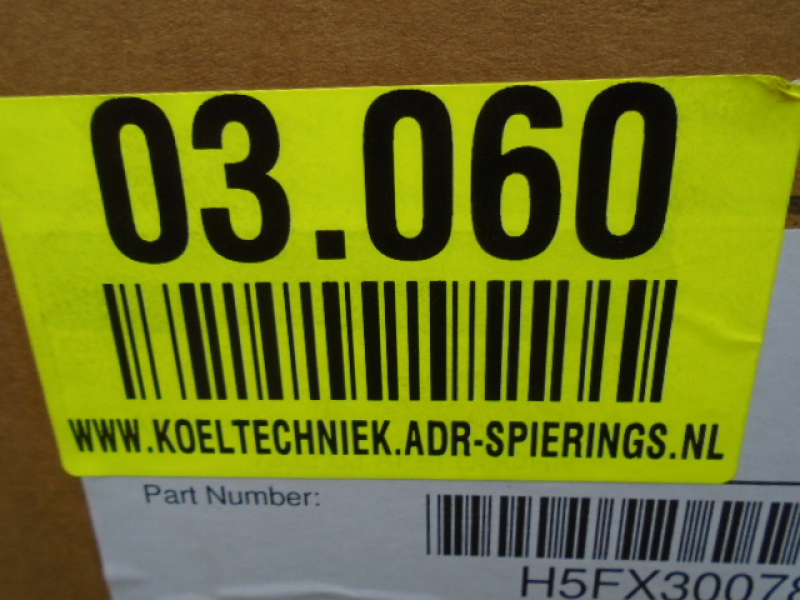 03.060
WWW.KOELTECHNIEK.ADR-SPIERINGS.NL
Part Number:
H5FX30078